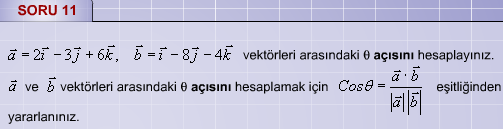 SORU 11
a⃗ = 2i⃗ − 3j⃗ + 6k⃗, b⃗ = i⃗ − 8j⃗ − 4k⃗ vektörleri arasındaki θ açısını hesaplayınız.
a⃗ ve b⃗ vektörleri arasındaki θ açısını hesaplamak için Cosθ = (a⃗ · b⃗) / (|a⃗||b⃗|) eşitliğinden
yararlanınız.